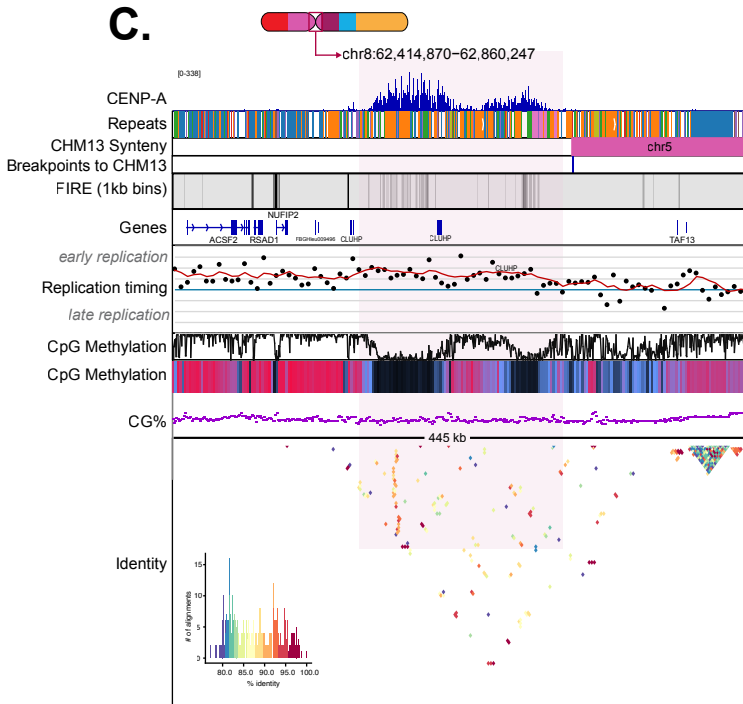 C.
chr8:62,414,870−62,860,247
[0-338]
CENP-A
Repeats
CHM13 Synteny
chr5
Breakpoints to CHM13
FIRE (1kb bins)
NUFIP2
Genes
ACSF2
RSAD1
FBGHleu009496
CLUHP
CLUHP
TAF13
early replication
CLUHP
Replication timing
late replication
CpG Methylation
CpG Methylation
CG%
445 kb
Identity
# of alignments
15
10
5
0
80.0
85.0
90.0
95.0
100.0
% identity